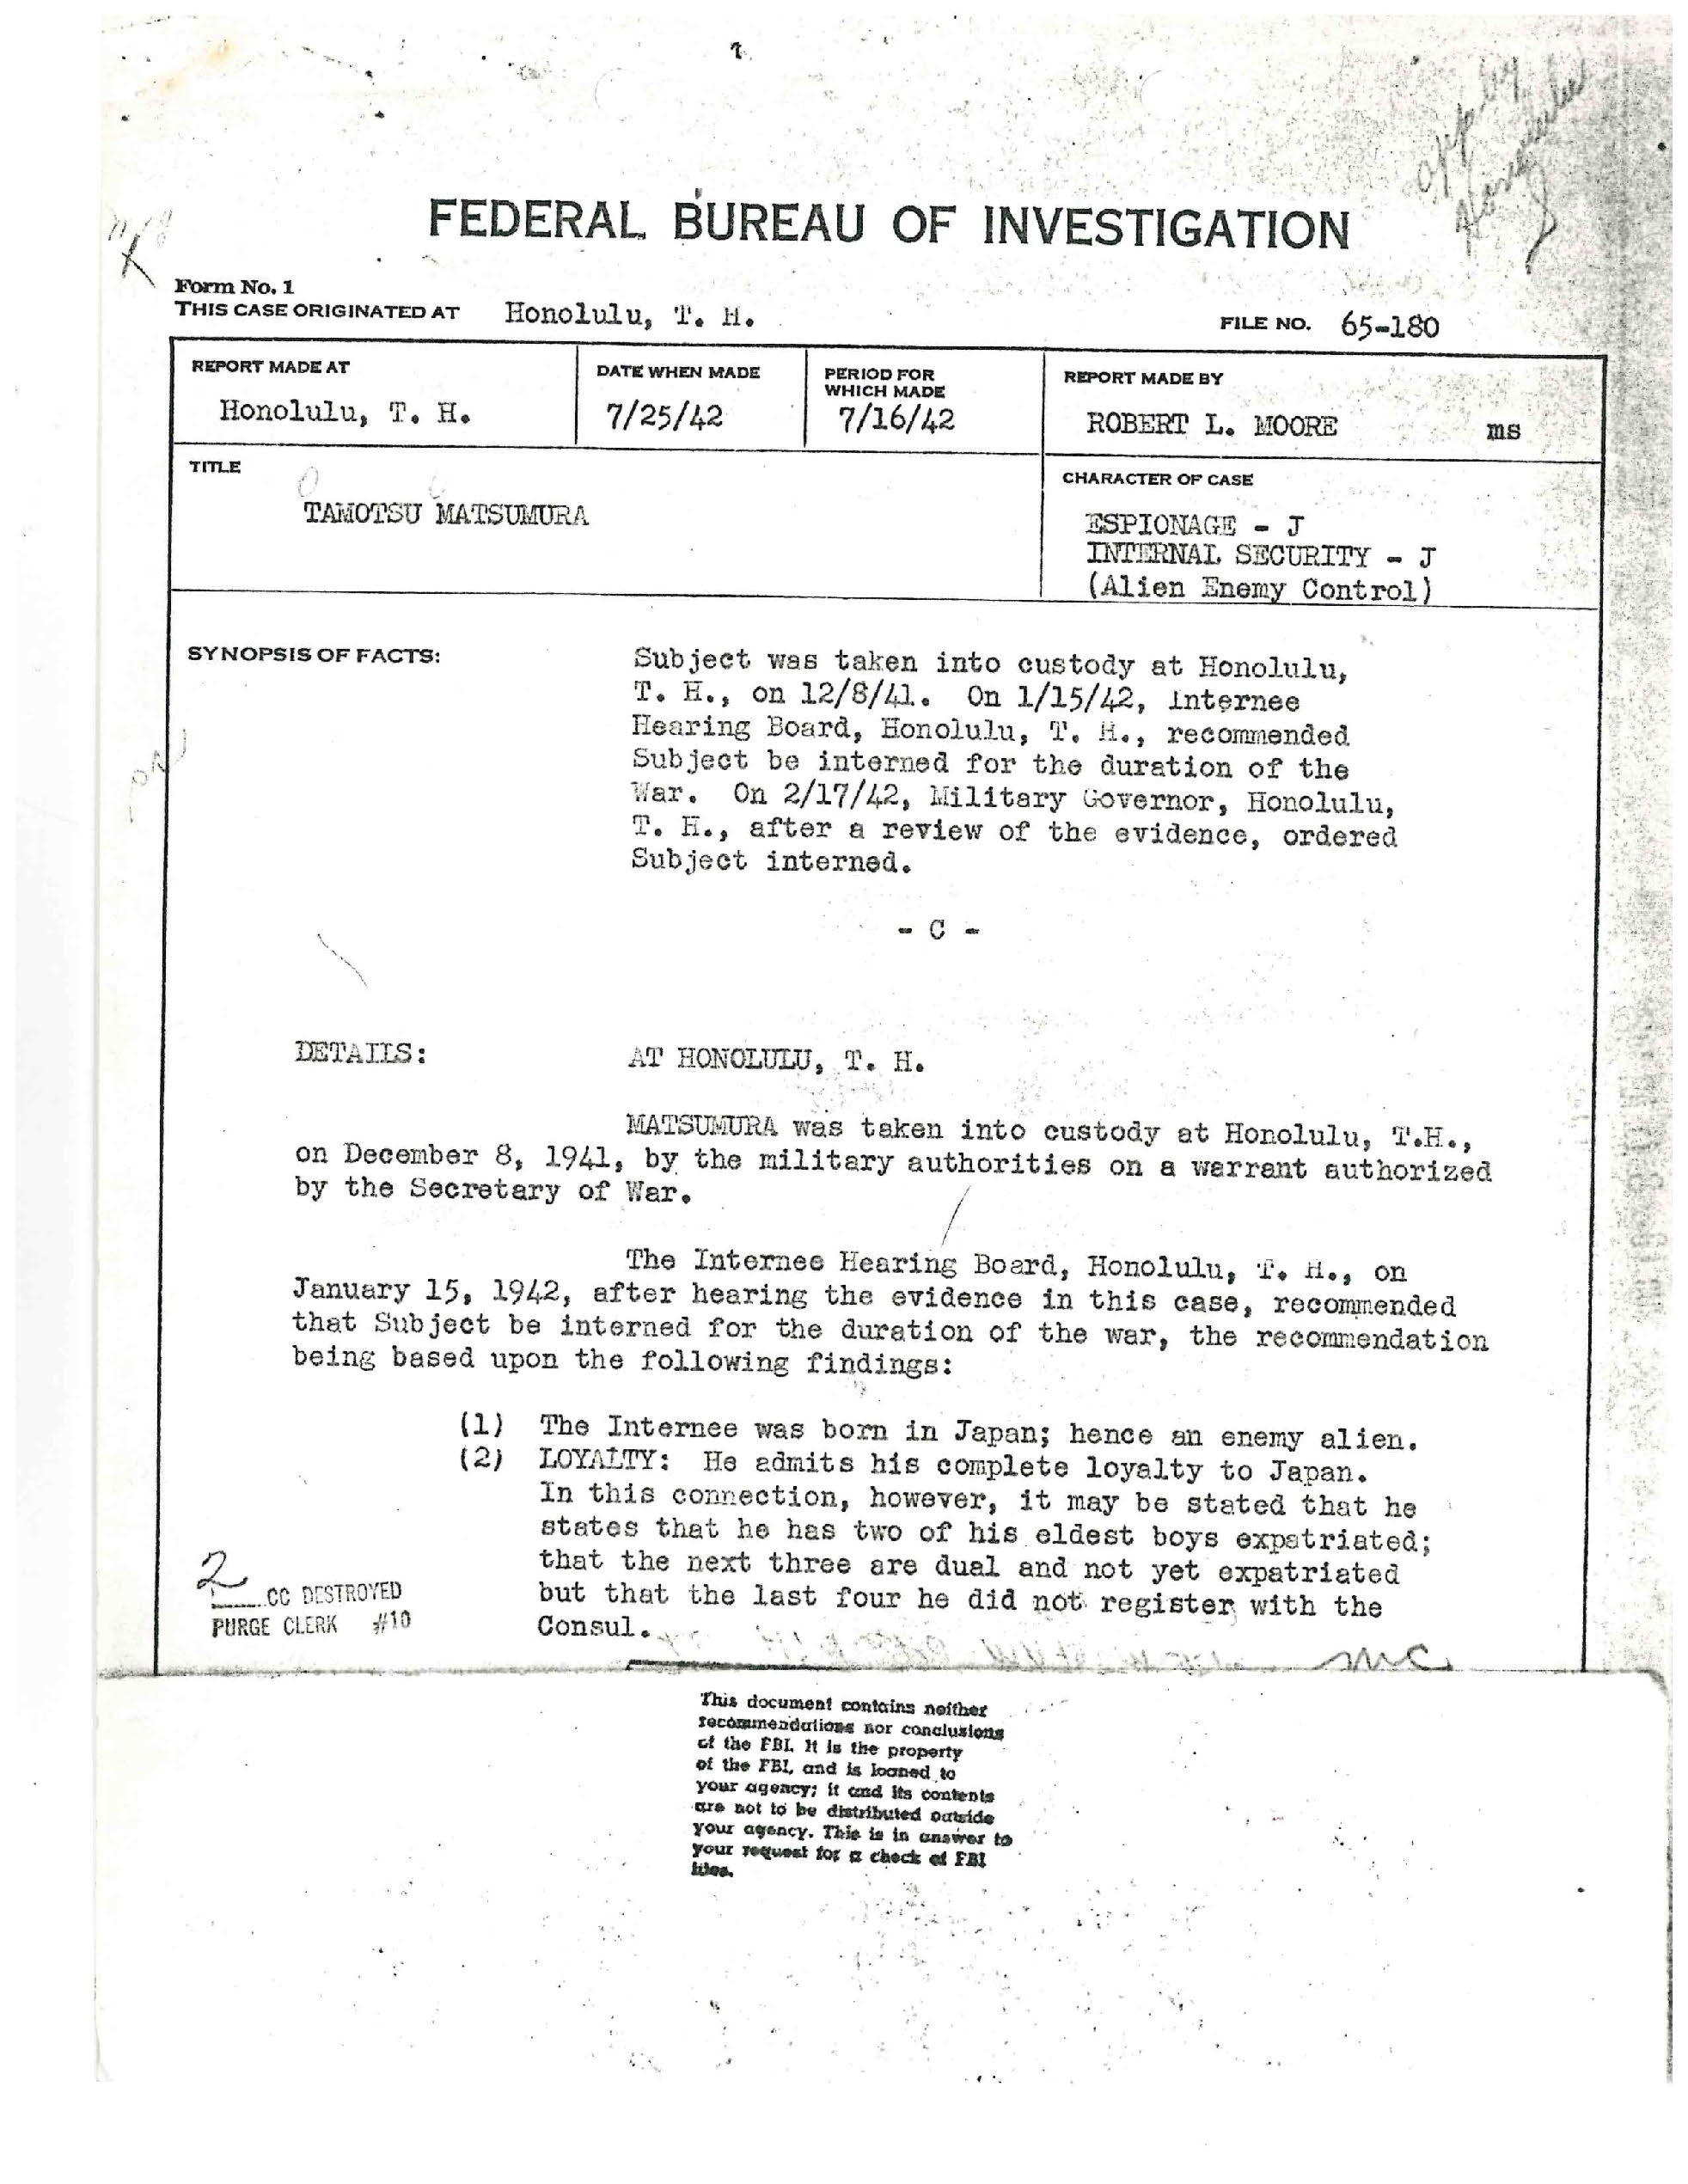 FEDERAL BUREAU OF INVESTIGATION
Form No. 1
THIS CASE ORIGINATED AT Honolulu, T. H. FILE NO. 65-180
REPORT MADE AT
Honolulu, T. H.
DATE WHEN MADE
7/25/42
PERIOD FOR
WHICH MADE
7/16/42
REPORT MADE BY
ROBERT L. MOORE ms
TITLE
TAMOTSU MATSUMURA
CHARACTER OF CASE
ESPIONAGE - J
INTERNAL SECURITY - J
(Alien Enemy Control)
SYNOPSIS OF FACTS:
Subject was taken into custody at Honolulu,
T. H., on 12/8/41. On 1/15/42, Internee
Hearing Board, Honolulu, T. H., recommended
Subject be interned for the duration of the
War. On 2/17/42, Military Governor, Honolulu,
T. H., after a review of the evidence, ordered
Subject interned.
- C -
DETAILS: AT HONOLULU, T. H.
MATSUMURA was taken into custody at Honolulu, T.H.,
on December 8, 1941, by the military authorities on a warrant authorized
by the Secretary of War.
The Internee Hearing Board, Honolulu, T. H., on
January 15, 1942, after hearing the evidence in this case, recommended
that Subject be interned for the duration of the war, the recommendation
being based upon the following findings:
(1) The Internee was born in Japan; hence an enemy alien.
(2) LOYALTY: He admits his complete loyalty to Japan.
In this connection, however, it may be stated that he
states that he has two of his eldest boys expatriated;
that the next three are dual and not yet expatriated
but that the last four he did not register with the
Consul.
2
CC DESTROYED
PURGE CLERK #10
This document contains neither
recommendations nor conclusions
of the FBI. It is the property
of the FBI, and is loaned to
your agency; it and its contents
are not to be distributed outside
your agency. This is in answer to
your request for a check of FBI
files.